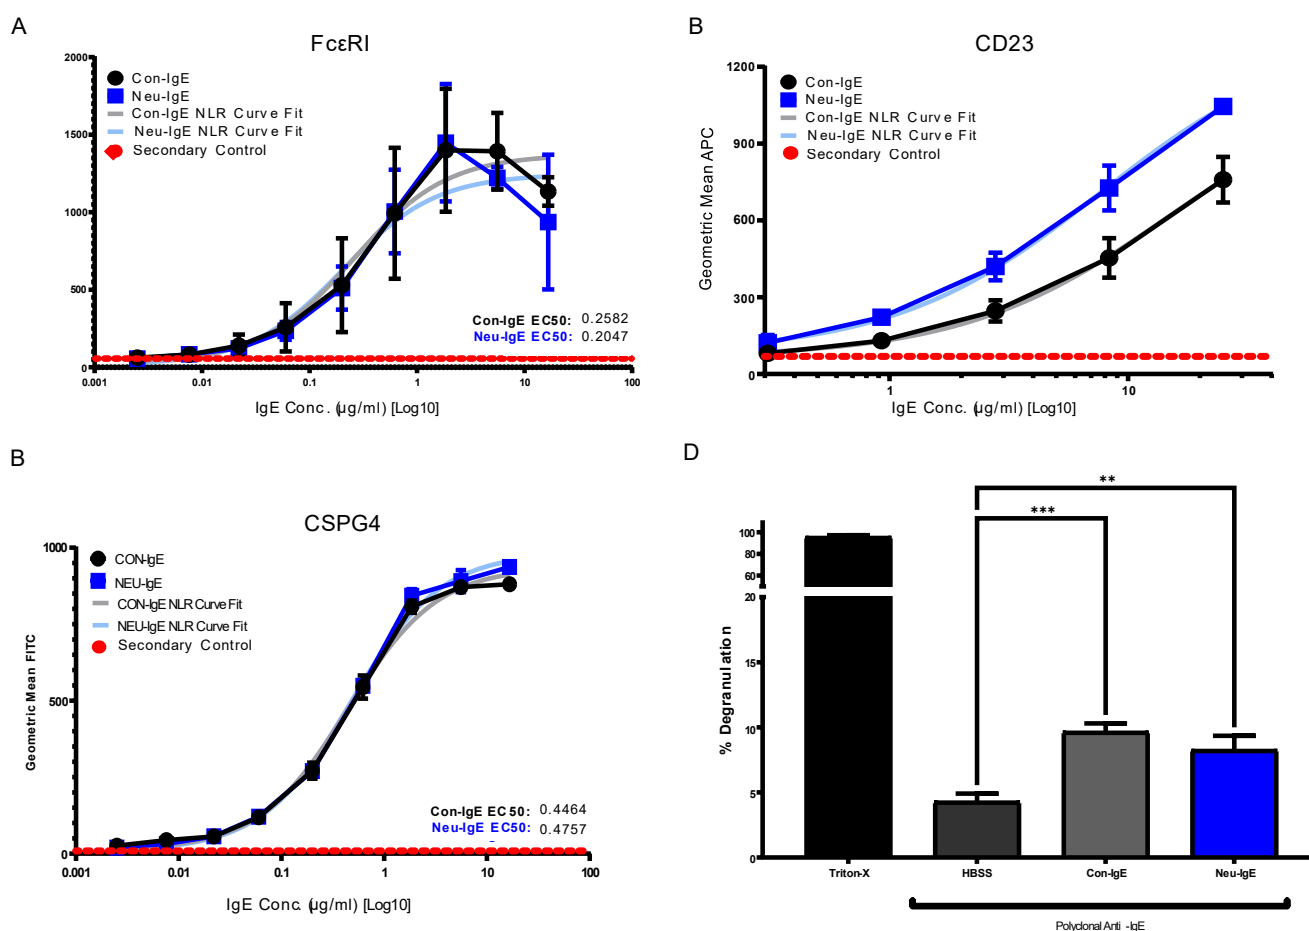 A
FcεRI
2000
1500
1000
500
0
Con-IgE
Neu-IgE
Con-IgE NLR Curve Fit
Neu-IgE NLR Curve Fit
Secondary Control
Con-IgE EC50: 0.2582
Neu-IgE EC50: 0.2047
0.001 0.01 0.1 1 10 100
IgE Conc. (µg/ml) [Log10]
B
CD23
Geometric Mean APC
1200
900
600
300
0
Con-IgE
Neu-IgE
Con-IgE NLR Curve Fit
Neu-IgE NLR Curve Fit
Secondary Control
1 10
IgE Conc. (µg/ml) [Log10]
B
CSPG4
Geometric Mean FITC
1000
500
0
CON-IgE
NEU-IgE
CON-IgE NLR Curve Fit
NEU-IgE NLR Curve Fit
Secondary Control
Con-IgE EC50: 0.4464
Neu-IgE EC50: 0.4757
0.001 0.01 0.1 1 10 100
IgE Conc. (µg/ml) [Log10]
D
% Degranulation
100
80
60
40
20
15
10
5
0
**
***
Triton-X HBSS Con-IgE Neu-IgE
Polyclonal Anti -IgE